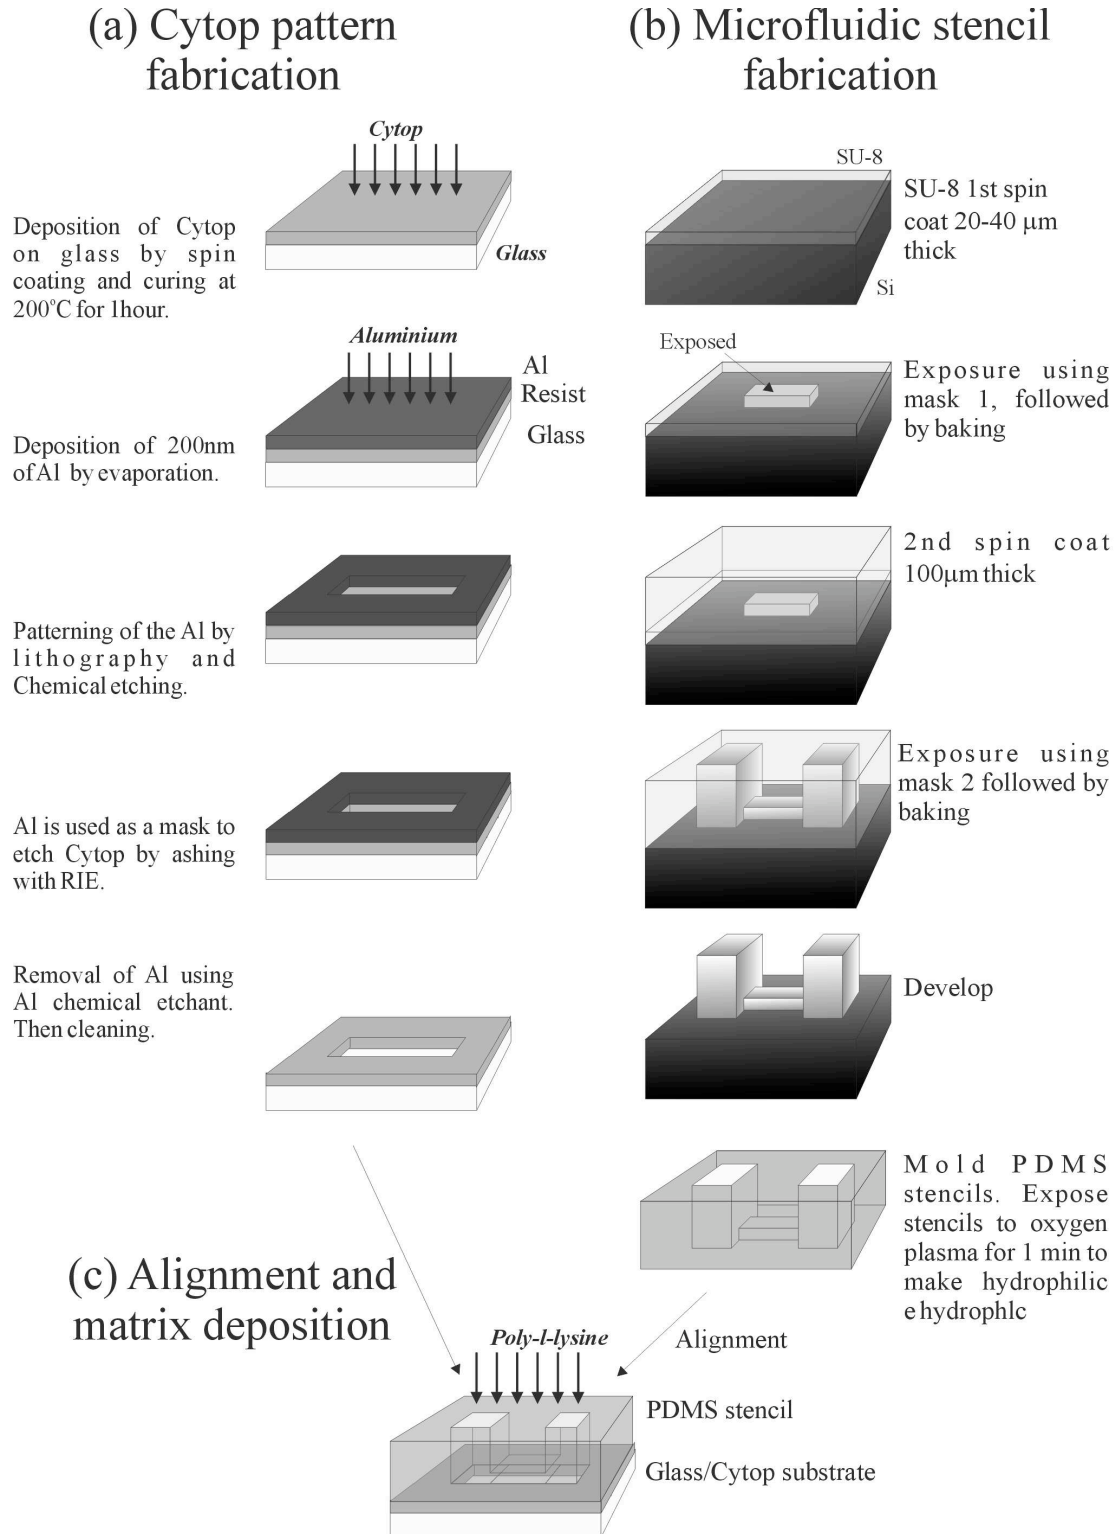 (a) Cytop pattern
fabrication
Cytop
Deposition of Cytop
on glass by spin
coating and curing at
200°C for 1hour.
Glass
Aluminium
Al
Resist
Glass
Deposition of 200nm
of Al by evaporation.
Patterning of the Al by
lithography and
Chemical etching.
Al is used as a mask to
etch Cytop by ashing
with RIE.
Removal of Al using
Al chemical etchant.
Then cleaning.
(b) Microfluidic stencil
fabrication
SU-8
SU-8 1st spin
coat 20-40 μm
thick
Si
Exposed
Exposure using
mask 1, followed
by baking
2nd spin coat
100μm thick
Exposure using
mask 2 followed by
baking
Develop
Mold PDMS
stencils. Expose
stencils to oxygen
plasma for 1 min to
make hydrophilic
e hydrophlc
(c) Alignment and
matrix deposition
Poly-l-lysine
Alignment
PDMS stencil
Glass/Cytop substrate